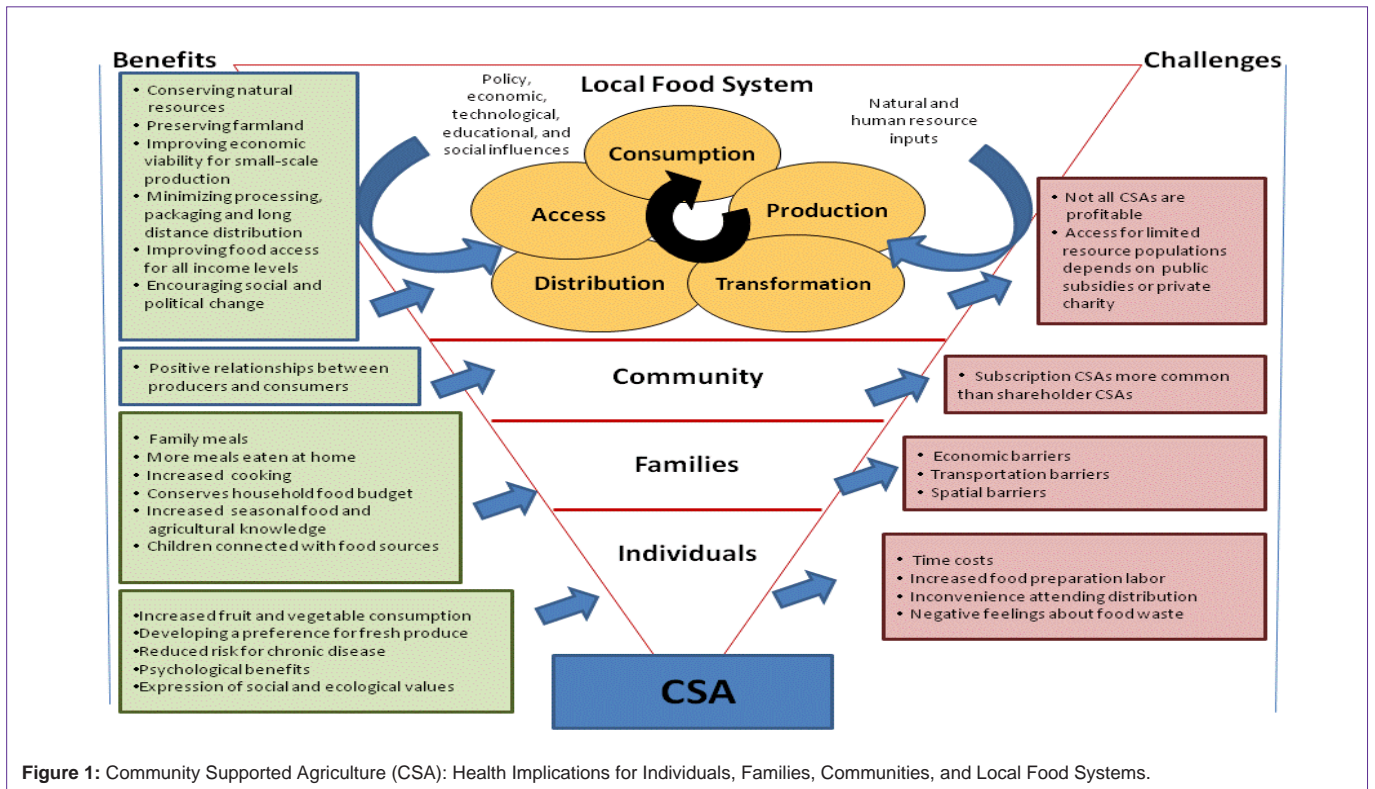 Benefits
Challenges
• Conserving natural
resources
• Preserving farmland
• Improving economic
viability for small-scale
production
• Minimizing processing,
packaging and long
distance distribution
• Improving food access
for all income levels
• Encouraging social and
political change
Policy,
economic,
technological,
educational, and
social influences
Local Food System
Natural and
human resource
inputs
Consumption
Access
Production
Distribution
Transformation
• Not all CSAs are
profitable
• Access for limited
resource populations
depends on public
subsidies or private
charity
• Positive relationships between
producers and consumers
Community
• Subscription CSAs more common
than shareholder CSAs
• Family meals
• More meals eaten at home
• Increased cooking
• Conserves household food budget
• Increased seasonal food and
agricultural knowledge
• Children connected with food sources
Families
• Economic barriers
• Transportation barriers
• Spatial barriers
Individuals
• Time costs
• Increased food preparation labor
• Inconvenience attending distribution
• Negative feelings about food waste
•Increased fruit and vegetable consumption
•Developing a preference for fresh produce
•Reduced risk for chronic disease
•Psychological benefits
•Expression of social and ecological values
CSA
Figure 1: Community Supported Agriculture (CSA): Health Implications for Individuals, Families, Communities, and Local Food Systems.